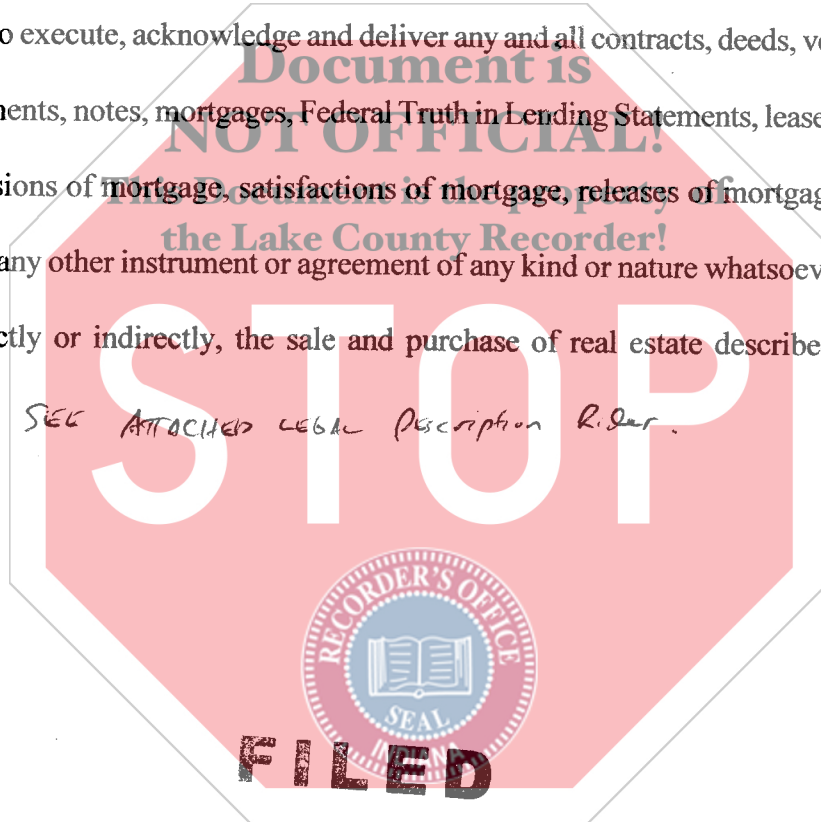 o execute, acknowledge and deliver any and all contracts, deeds, v
Document is
ents, notes, mortgages, Federal Truth in Lending Statements, lease
NOT OFFICIAL!
sions of mortgage, satisfactions of mortgage, releases of mortgag
This Document is the property of
the Lake County Recorder!
any other instrument or agreement of any kind or nature whatsoev
ctly or indirectly, the sale and purchase of real estate describe
STOP
SEE ATTACHED LEGAL Description Rider.
RECORDER'S OFFICE
SEAL
INDIANA
FILED